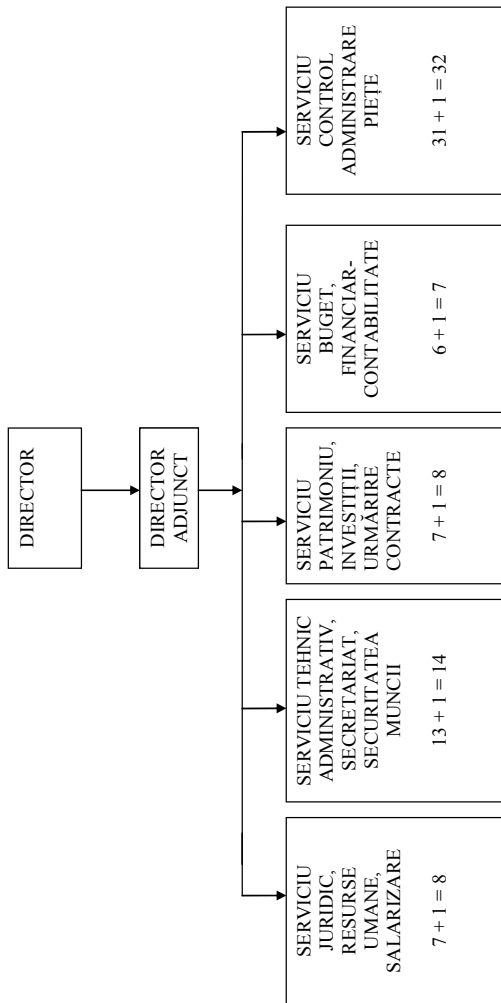 DIRECTOR
DIRECTOR
ADJUNCT
SERVICIU
JURIDIC,
RESURSE
UMANE,
SALARIZARE
7 + 1 = 8
SERVICIU TEHNIC
ADMINISTRATIV,
SECRETARIAT,
SECURITATEA
MUNCII
13 + 1 = 14
SERVICIU
PATRIMONIU,
INVESTIȚII,
URMĂRIRE
CONTRACTE
7 + 1 = 8
SERVICIU
BUGET,
FINANCIAR-
CONTABILITATE
6 + 1 = 7
SERVICIU
CONTROL
ADMINISTRARE
PIEȚE
31 + 1 = 32